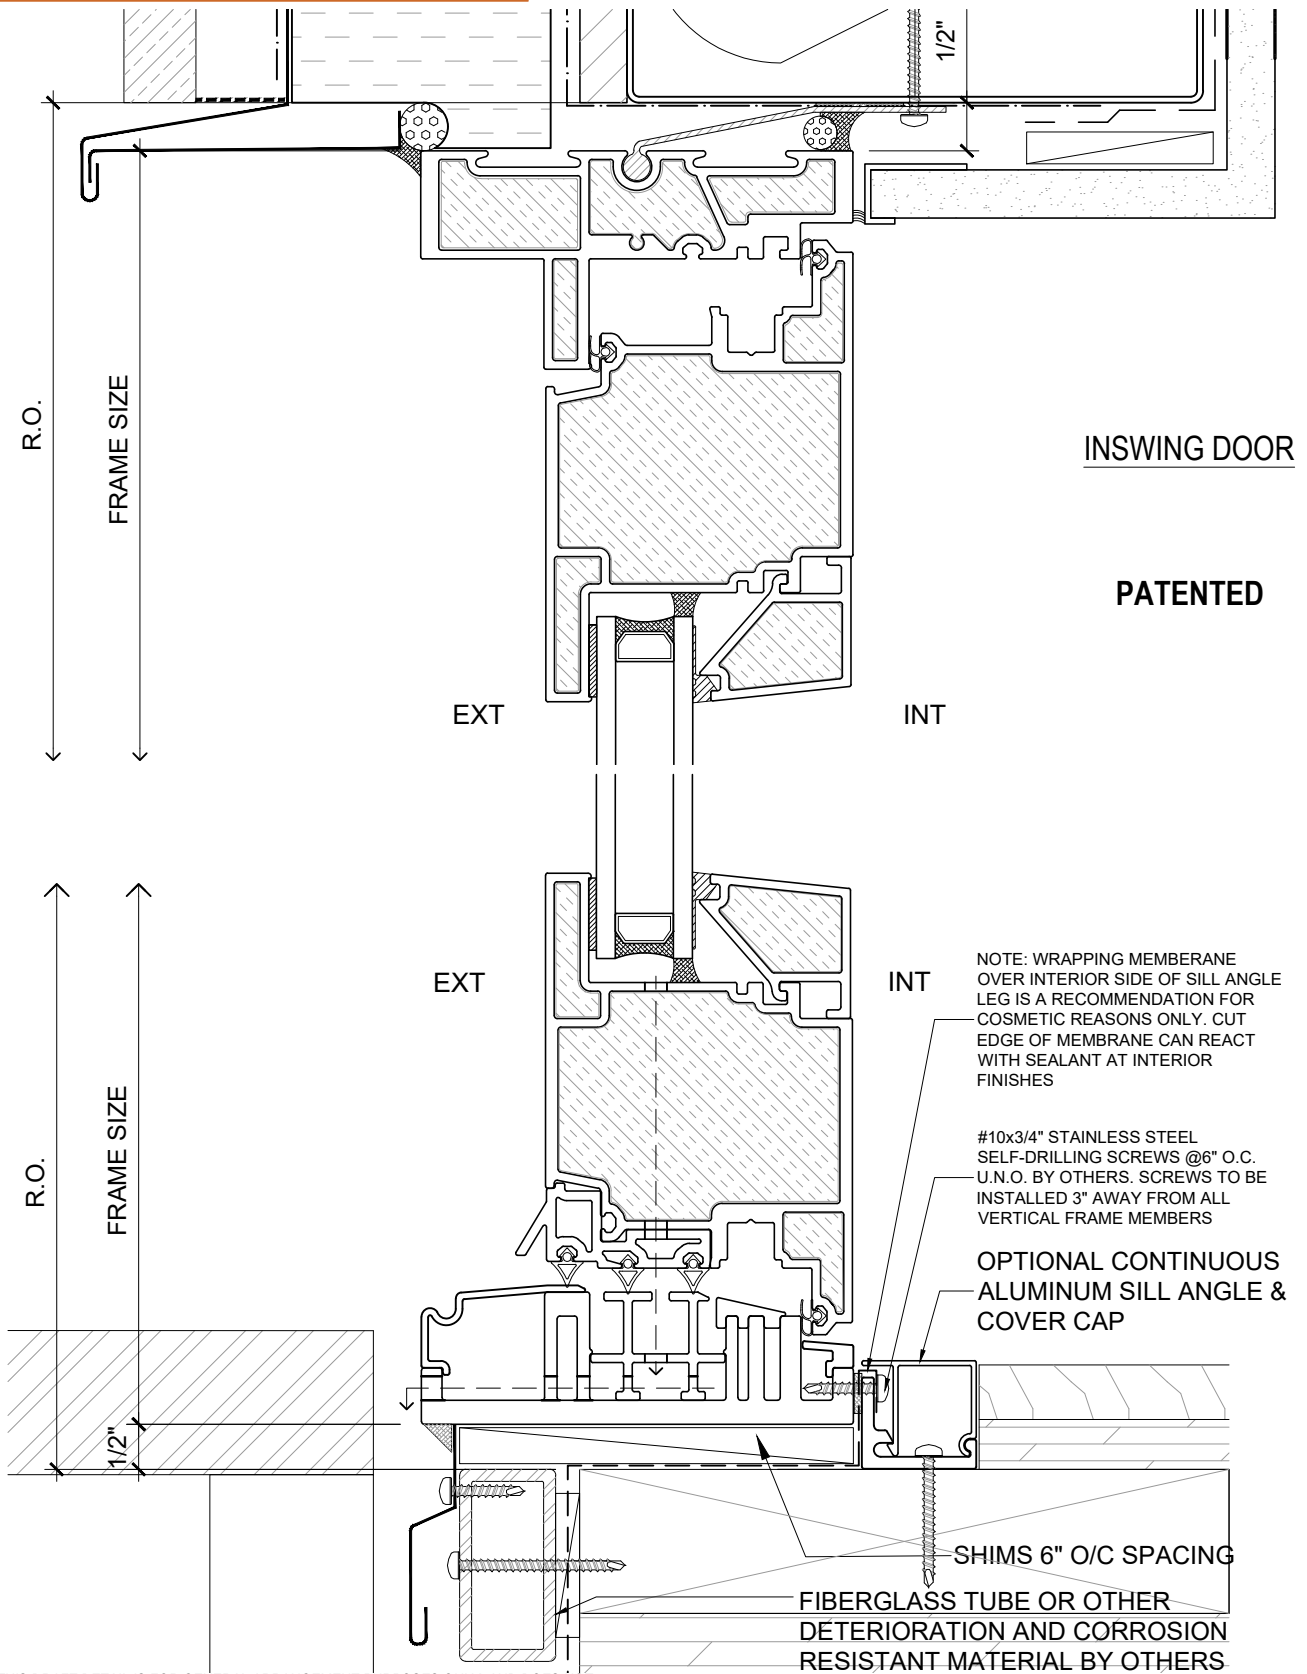 1/2"
R.O.
FRAME SIZE
INSWING DOOR
PATENTED
EXT
INT
EXT
INT
NOTE: WRAPPING MEMBERANE
OVER INTERIOR SIDE OF SILL ANGLE
LEG IS A RECOMMENDATION FOR
COSMETIC REASONS ONLY. CUT
EDGE OF MEMBRANE CAN REACT
WITH SEALANT AT INTERIOR
FINISHES
#10x3/4" STAINLESS STEEL
SELF-DRILLING SCREWS @6" O.C.
U.N.O. BY OTHERS. SCREWS TO BE
INSTALLED 3" AWAY FROM ALL
VERTICAL FRAME MEMBERS
R.O.
FRAME SIZE
OPTIONAL CONTINUOUS
ALUMINUM SILL ANGLE &
COVER CAP
1/2"
SHIMS 6" O/C SPACING
FIBERGLASS TUBE OR OTHER
DETERIORATION AND CORROSION
RESISTANT MATERIAL BY OTHERS